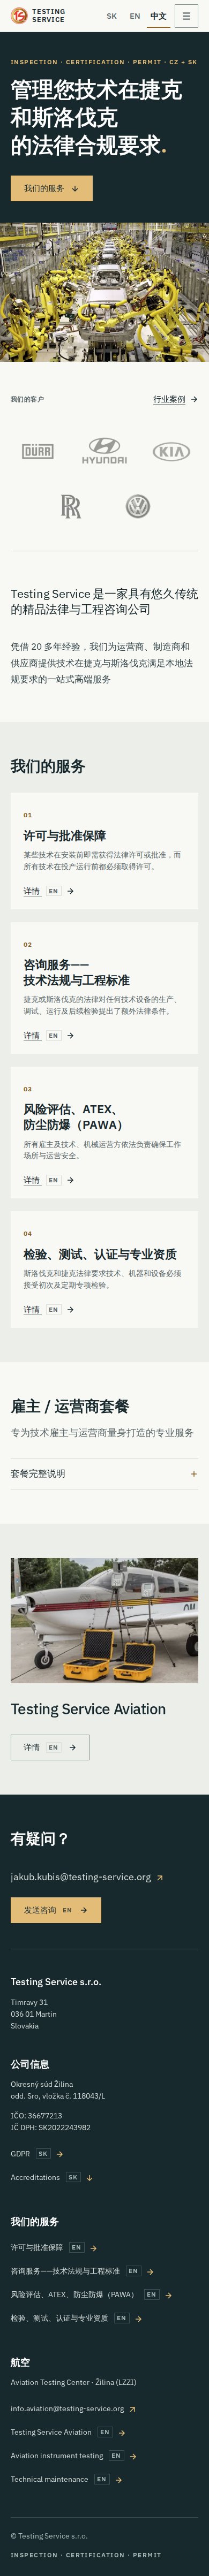 TESTING
SERVICE
SK
EN
中文
INSPECTION · CERTIFICATION · PERMIT · CZ + SK
管理您技术在捷克
和斯洛伐克
的法律合规要求.
我们的服务
我们的客户
行业案例
DÜRR
HYUNDAI
KIA
Testing Service 是一家具有悠久传统
的精品法律与工程咨询公司
凭借 20 多年经验，我们为运营商、制造商和
供应商提供技术在捷克与斯洛伐克满足本地法
规要求的一站式高端服务
我们的服务
01
许可与批准保障
某些技术在安装前即需获得法律许可或批准，而
所有技术在投产运行前都必须取得许可。
详情 EN
02
咨询服务——
技术法规与工程标准
捷克或斯洛伐克的法律对任何技术设备的生产、
调试、运行及后续检验提出了额外法律条件。
详情 EN
03
风险评估、ATEX、
防尘防爆（PAWA）
所有雇主及技术、机械运营方依法负责确保工作
场所与运营安全。
详情 EN
04
检验、测试、认证与专业资质
斯洛伐克和捷克法律要求技术、机器和设备必须
接受初次及定期专项检验。
详情 EN
雇主 / 运营商套餐
专为技术雇主与运营商量身打造的专业服务
套餐完整说明
Testing Service Aviation
详情 EN
有疑问？
jakub.kubis@testing-service.org
发送咨询 EN
Testing Service s.r.o.
Timravy 31
036 01 Martin
Slovakia
公司信息
Okresný súd Žilina
odd. Sro, vložka č. 118043/L
IČO: 36677213
IČ DPH: SK2022243982
GDPR SK
Accreditations SK
我们的服务
许可与批准保障 EN
咨询服务——技术法规与工程标准 EN
风险评估、ATEX、防尘防爆（PAWA） EN
检验、测试、认证与专业资质 EN
航空
Aviation Testing Center · Žilina (LZZI)
info.aviation@testing-service.org
Testing Service Aviation EN
Aviation instrument testing EN
Technical maintenance EN
© Testing Service s.r.o.
INSPECTION · CERTIFICATION · PERMIT